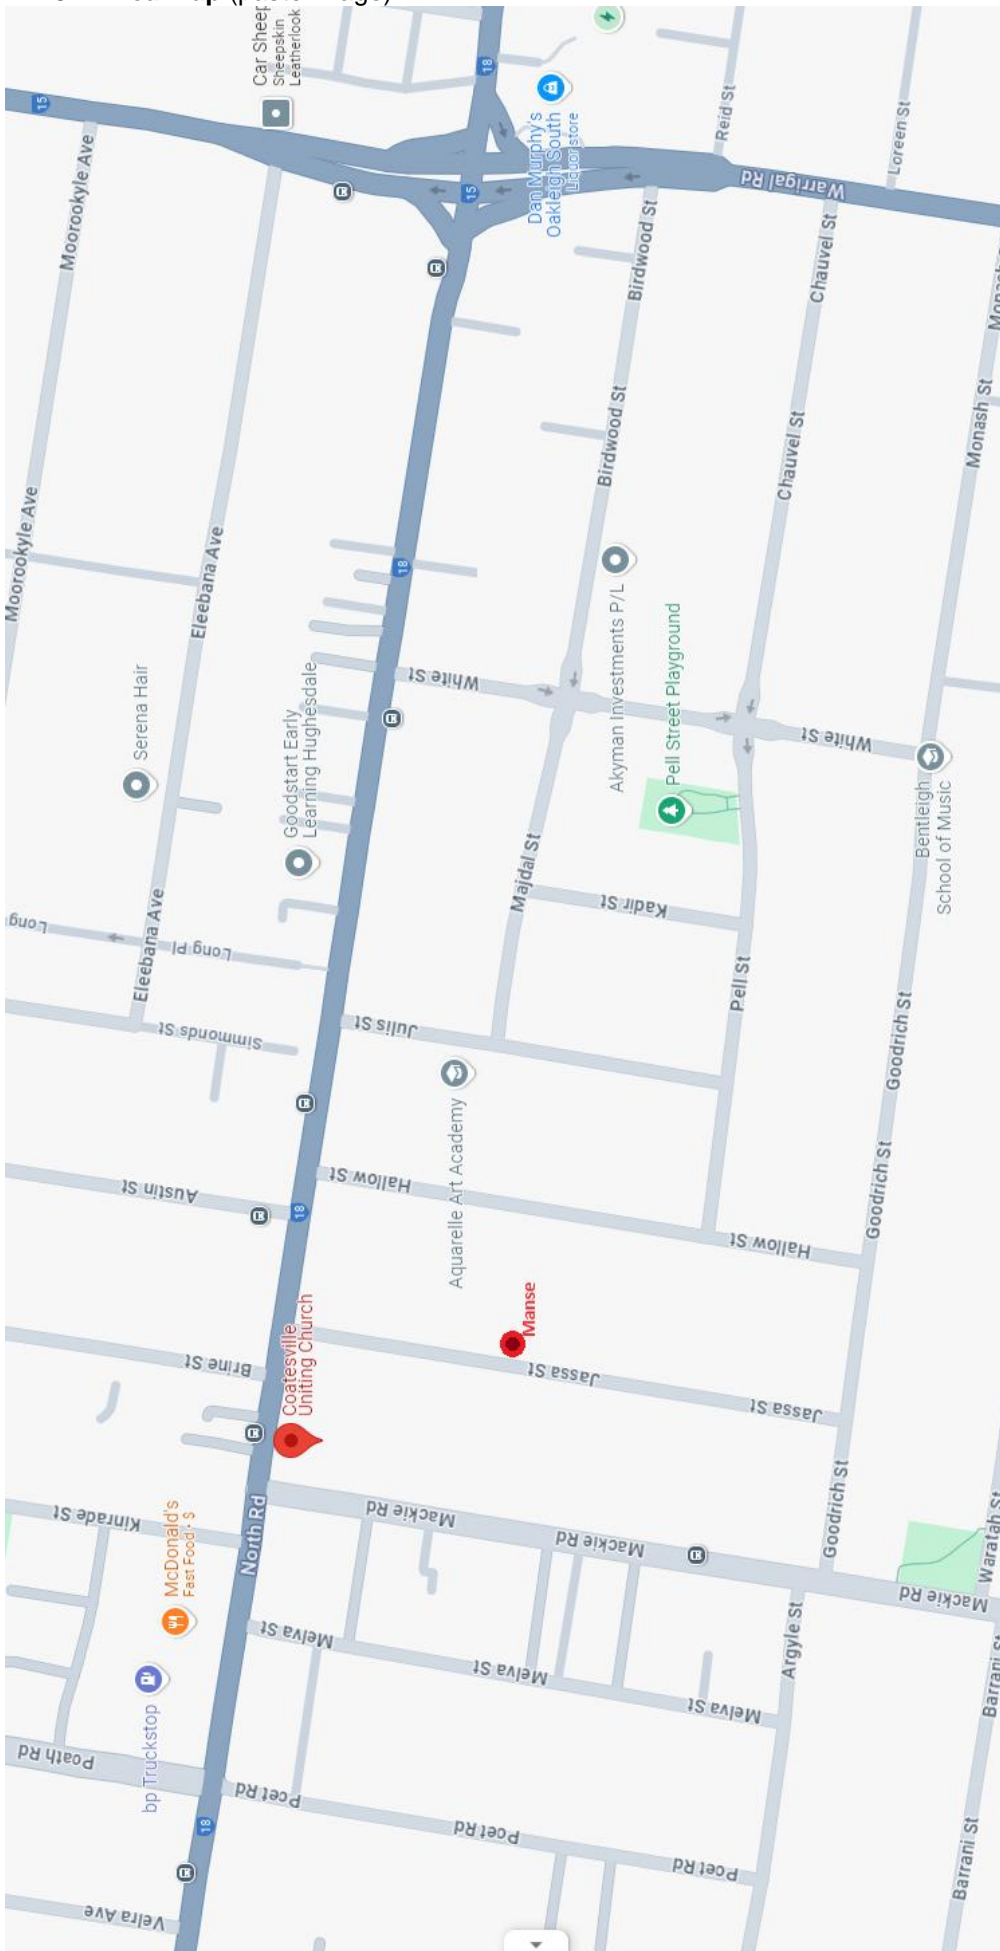 15
Moorookyle Ave
Moorookyle Ave
Car Sheep
Sheepskin
Leatherlook
18
15
Dan Murphy's
Oakleigh South
Liquor store
Reid St
Loreen St
Warrigal Rd
Birdwood St
Birdwood St
Chauvel St
Chauvel St
Monash St
Eleebana Ave
Eleebana Ave
Serena Hair
Goodstart Early
Learning Hughesdale
18
White St
White St
Akyman Investments P/L
Pell Street Playground
Bentleigh
School of Music
Majdal St
Kadir St
Pell St
Long Pl
Long
Simmonds St
Julis St
Goodrich St
Goodrich St
Goodrich St
Aquarelle Art Academy
Austin St
18
Hallow St
Hallow St
Brine St
Coatesville
Uniting Church
Manse
Jassa St
Jassa St
Kinrade St
McDonald's
Fast Food · $
North Rd
Mackie Rd
Mackie Rd
Mackie Rd
Waratah St
bp Truckstop
Melva St
Melva St
Melva St
Argyle St
Barrani St
Barrani St
Poath Rd
Poet Rd
Poet Rd
Poet Rd
18